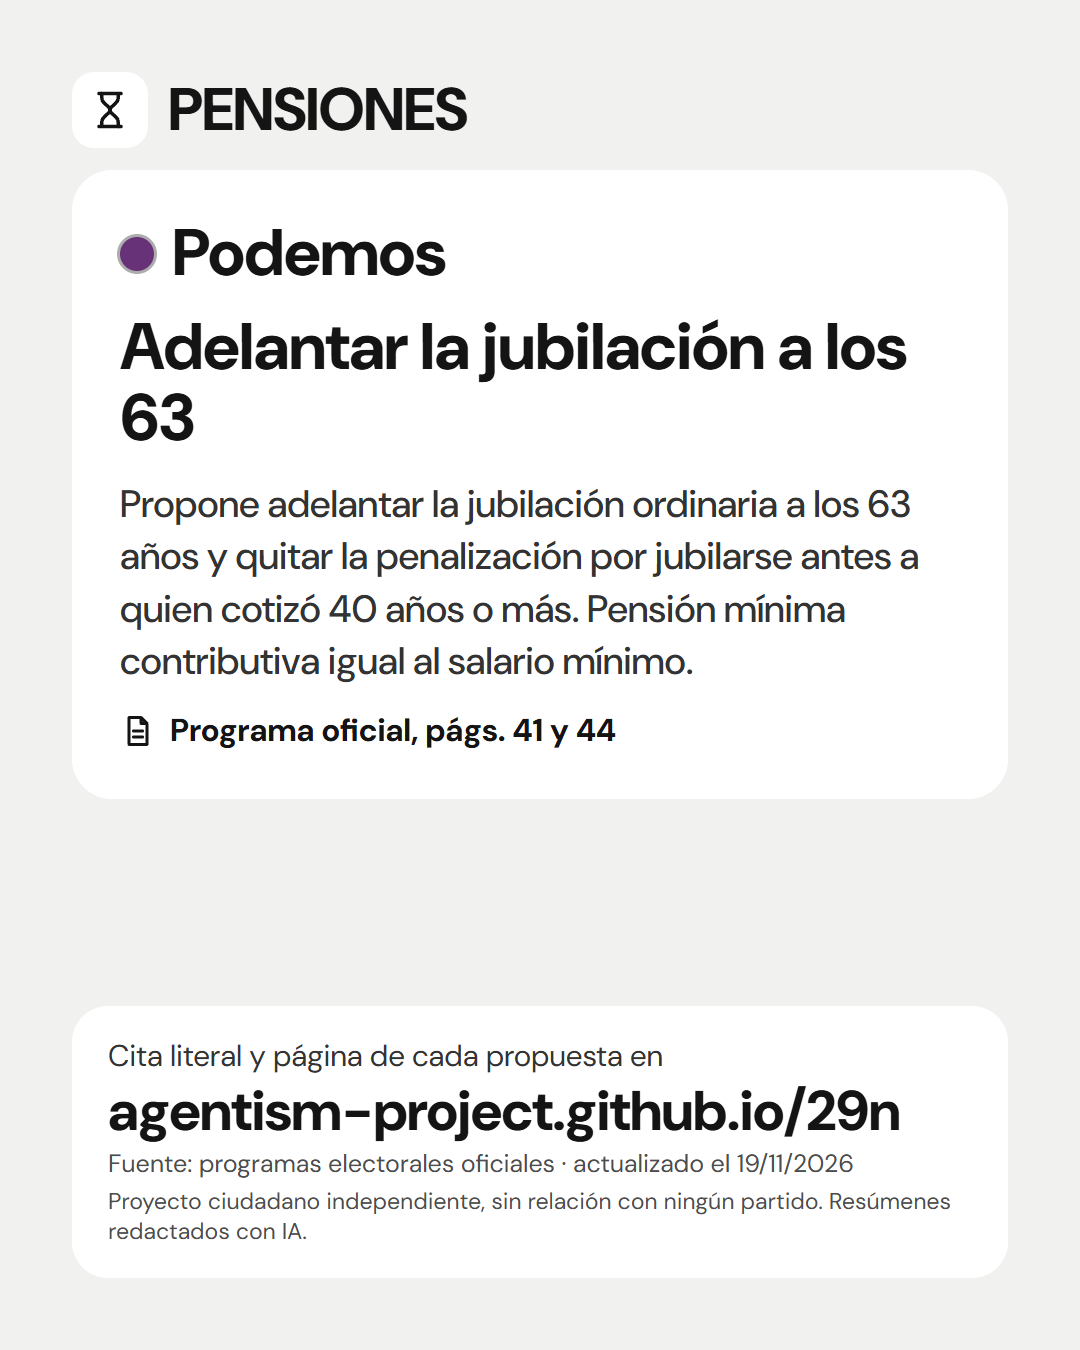 PENSIONES
Podemos
Adelantar la jubilación a los
63
Propone adelantar la jubilación ordinaria a los 63
años y quitar la penalización por jubilarse antes a
quien cotizó 40 años o más. Pensión mínima
contributiva igual al salario mínimo.
Programa oficial, págs. 41 y 44
Cita literal y página de cada propuesta en
agentism-project.github.io/29n
Fuente: programas electorales oficiales · actualizado el 19/11/2026
Proyecto ciudadano independiente, sin relación con ningún partido. Resúmenes
redactados con IA.